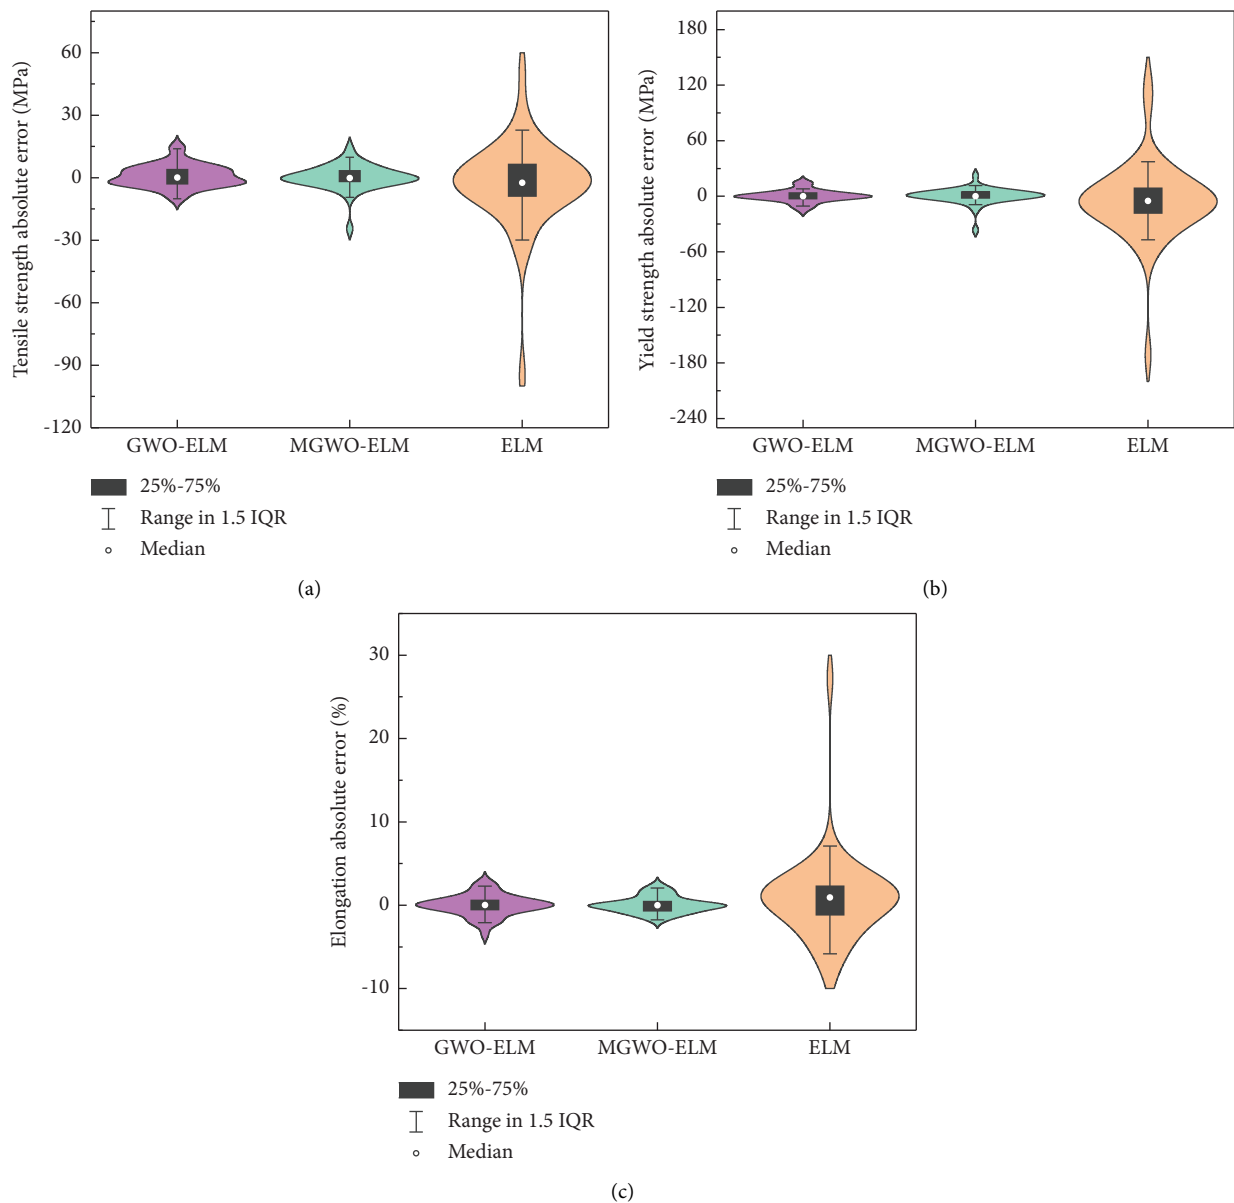 Tensile strength absolute error (MPa)
60
30
0
-30
-60
-90
-120
GWO-ELM MGWO-ELM ELM
25%-75%
Range in 1.5 IQR
Median
(a)
Yield strength absolute error (MPa)
180
120
60
0
-60
-120
-180
-240
GWO-ELM MGWO-ELM ELM
25%-75%
Range in 1.5 IQR
Median
(b)
Elongation absolute error (%)
30
20
10
0
-10
GWO-ELM MGWO-ELM ELM
25%-75%
Range in 1.5 IQR
Median
(c)